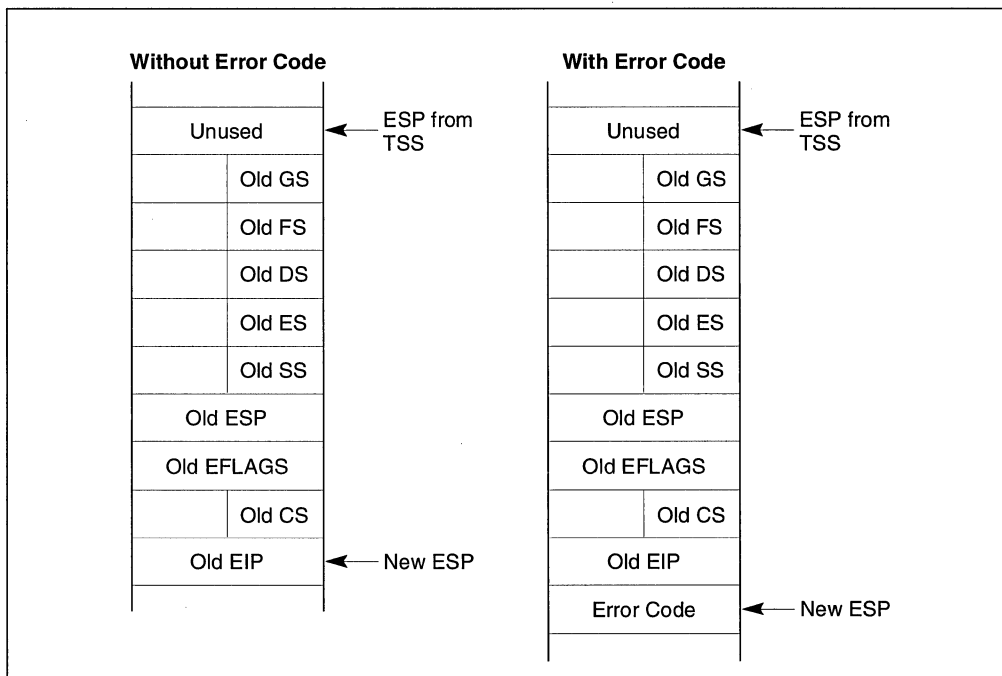 Without Error Code
Unused
ESP from
TSS
Old GS
Old FS
Old DS
Old ES
Old SS
Old ESP
Old EFLAGS
Old CS
Old EIP
New ESP
With Error Code
Unused
ESP from
TSS
Old GS
Old FS
Old DS
Old ES
Old SS
Old ESP
Old EFLAGS
Old CS
Old EIP
Error Code
New ESP